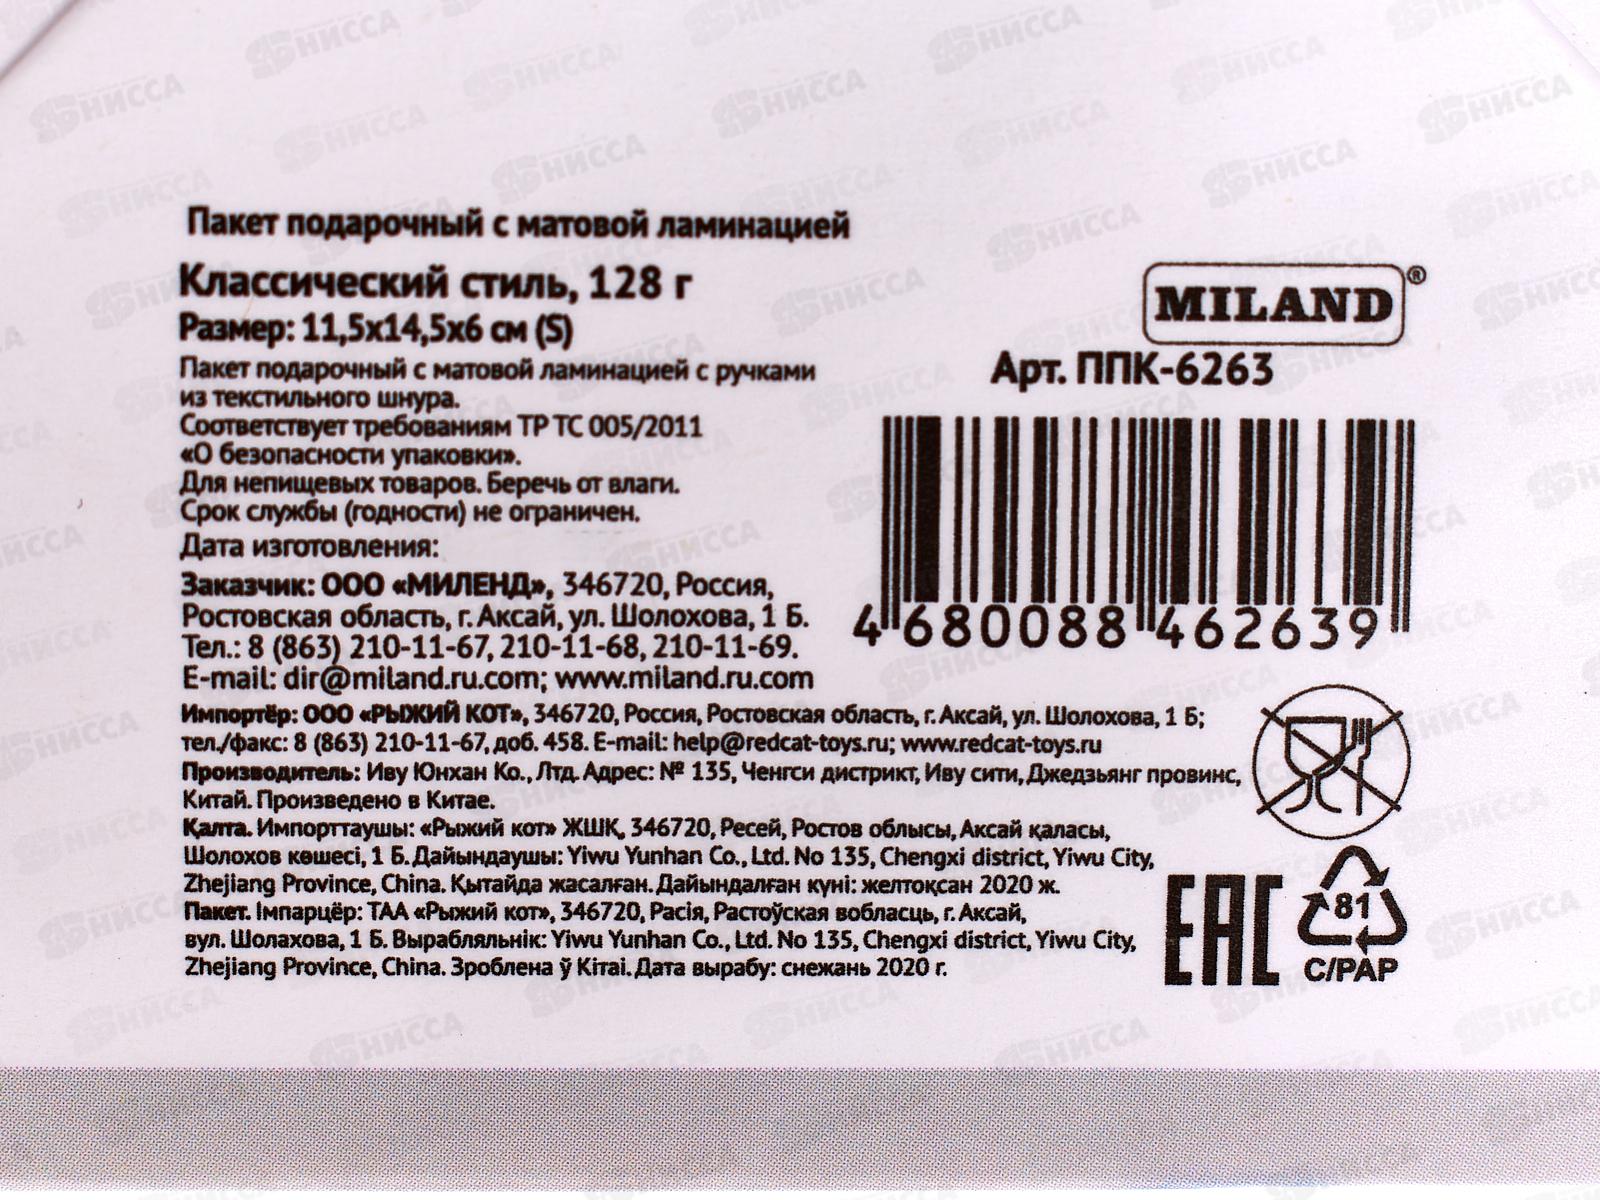 Пакет подарочный с матовой ламинацией
Классический стиль, 128 г
Размер: 11,5х14,5х6 см (S)
Пакет подарочный с матовой ламинацией с ручками
из текстильного шнура.
Соответствует требованиям ТР ТС 005/2011
«О безопасности упаковки».
Для непищевых товаров. Беречь от влаги.
Срок службы (годности) не ограничен.
Дата изготовления:
Заказчик: ООО «МИЛЕНД», 346720, Россия,
Ростовская область, г. Аксай, ул. Шолохова, 1 Б.
Тел.: 8 (863) 210-11-67, 210-11-68, 210-11-69.
E-mail: dir@miland.ru.com; www.miland.ru.com
Импортёр: ООО «РЫЖИЙ КОТ», 346720, Россия, Ростовская область, г. Аксай, ул. Шолохова, 1 Б;
тел./факс: 8 (863) 210-11-67, доб. 458. E-mail: help@redcat-toys.ru; www.redcat-toys.ru
Производитель: Иву Юнхан Ко., Лтд. Адрес: № 135, Ченгси дистрикт, Иву сити, Джедзьянг провинс,
Китай. Произведено в Китае.
Қалта. Импорттаушы: «Рыжий кот» ЖШҚ, 346720, Ресей, Ростов облысы, Аксай қаласы,
Шолохов көшесі, 1 Б. Дайындаушы: Yiwu Yunhan Co., Ltd. No 135, Chengxi district, Yiwu City,
Zhejiang Province, China. Қытайда жасалған. Дайындалған күні: желтоқсан 2020 ж.
Пакет. Імпарцёр: ТАА «Рыжий кот», 346720, Расія, Растоўская вобласць, г. Аксай,
вул. Шолахова, 1 Б. Вырабляльнік: Yiwu Yunhan Co., Ltd. No 135, Chengxi district, Yiwu City,
Zhejiang Province, China. Зроблена ў Кітаі. Дата вырабу: снежань 2020 г.
MILAND®
Арт. ППК-6263
4 680088 462639
EAC
81
C/PAP
НИССА